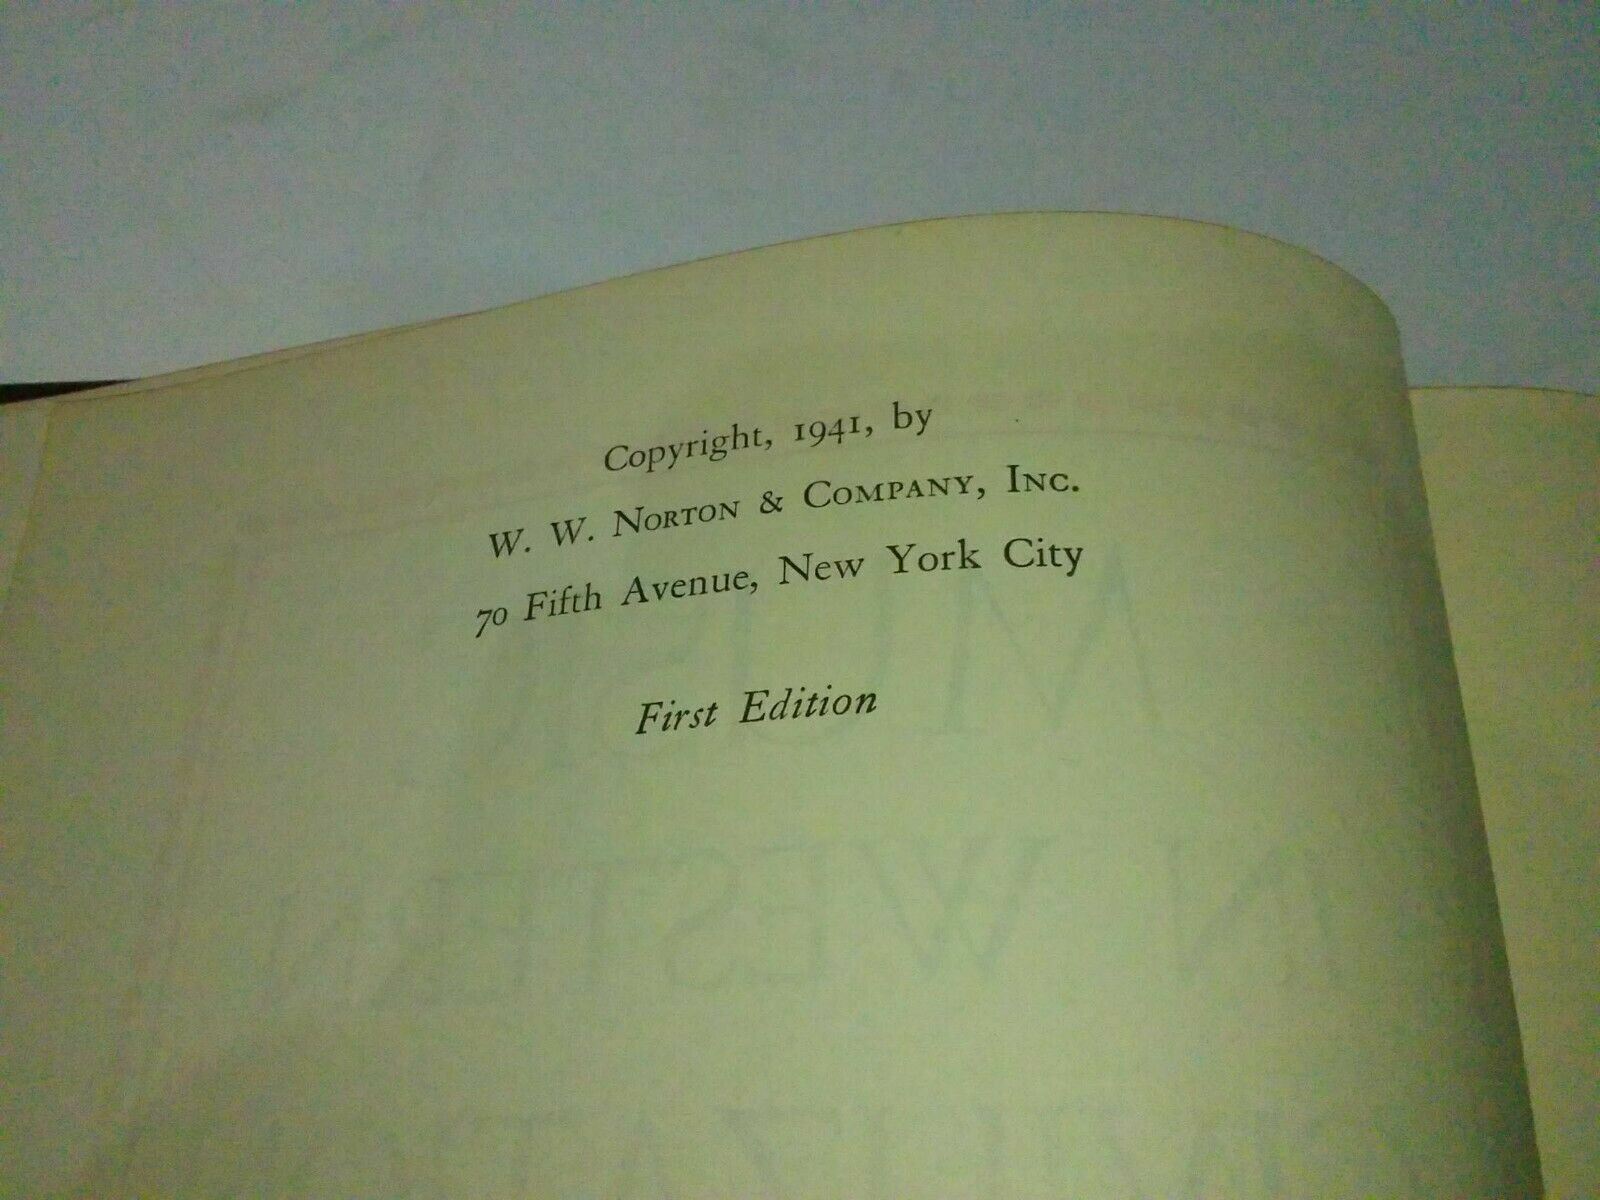 Copyright, 1941, by
W. W. NORTON & COMPANY, INC.
70 Fifth Avenue, New York City
First Edition